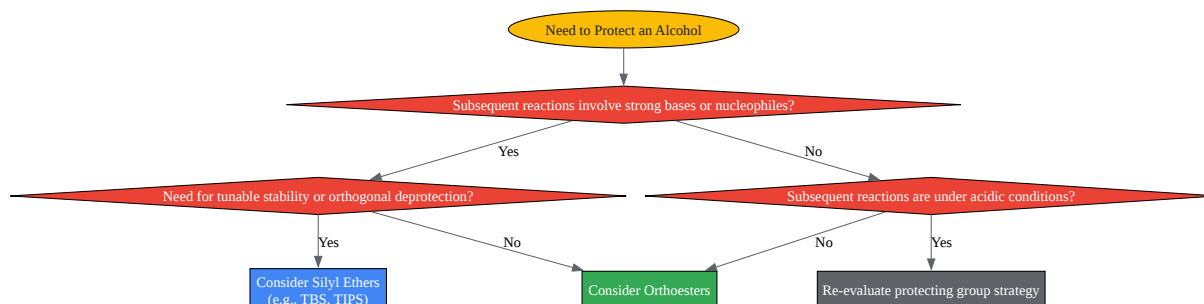 Need to Protect an Alcohol
Subsequent reactions involve strong bases or nucleophiles?
Yes
No
Need for tunable stability or orthogonal deprotection?
Subsequent reactions are under acidic conditions?
Yes
No
No
Yes
Consider Silyl Ethers
(e.g., TBS, TIPS)
Consider Orthoesters
Re-evaluate protecting group strategy